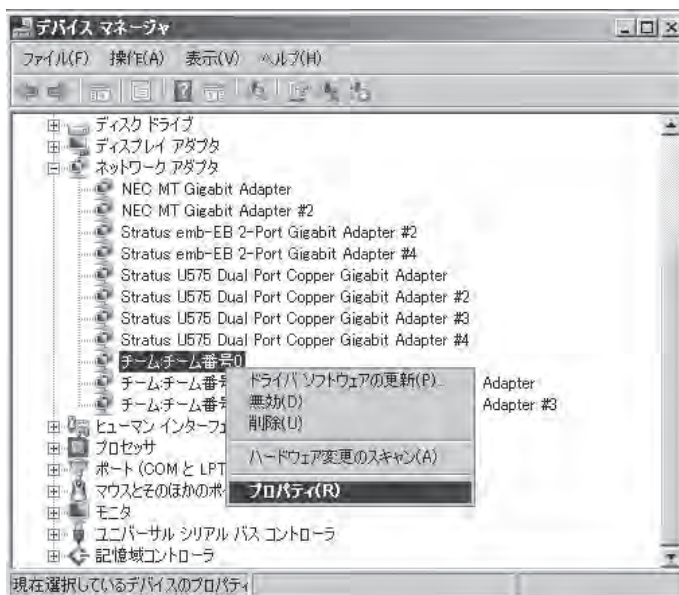 デバイス マネージャ
ファイル(F) 操作(A) 表示(V) ヘルプ(H)
ディスク ドライブ
ディスプレイ アダプタ
ネットワーク アダプタ
NEC MT Gigabit Adapter
NEC MT Gigabit Adapter #2
Stratus emb-EB 2-Port Gigabit Adapter #2
Stratus emb-EB 2-Port Gigabit Adapter #4
Stratus U575 Dual Port Copper Gigabit Adapter
Stratus U575 Dual Port Copper Gigabit Adapter #2
Stratus U575 Dual Port Copper Gigabit Adapter #3
Stratus U575 Dual Port Copper Gigabit Adapter #4
チーム:チーム番号0
チーム:チーム番号 Adapter
チーム:チーム番号 Adapter #3
ヒューマン インターフェ
プロセッサ
ポート (COM と LPT
マウスとそのほかのポ
モニタ
ユニバーサル シリアル バス コントローラ
記憶域コントローラ
ドライバ ソフトウェアの更新(P)...
無効(D)
削除(U)
ハードウェア変更のスキャン(A)
プロパティ(R)
現在選択しているデバイスのプロパティ